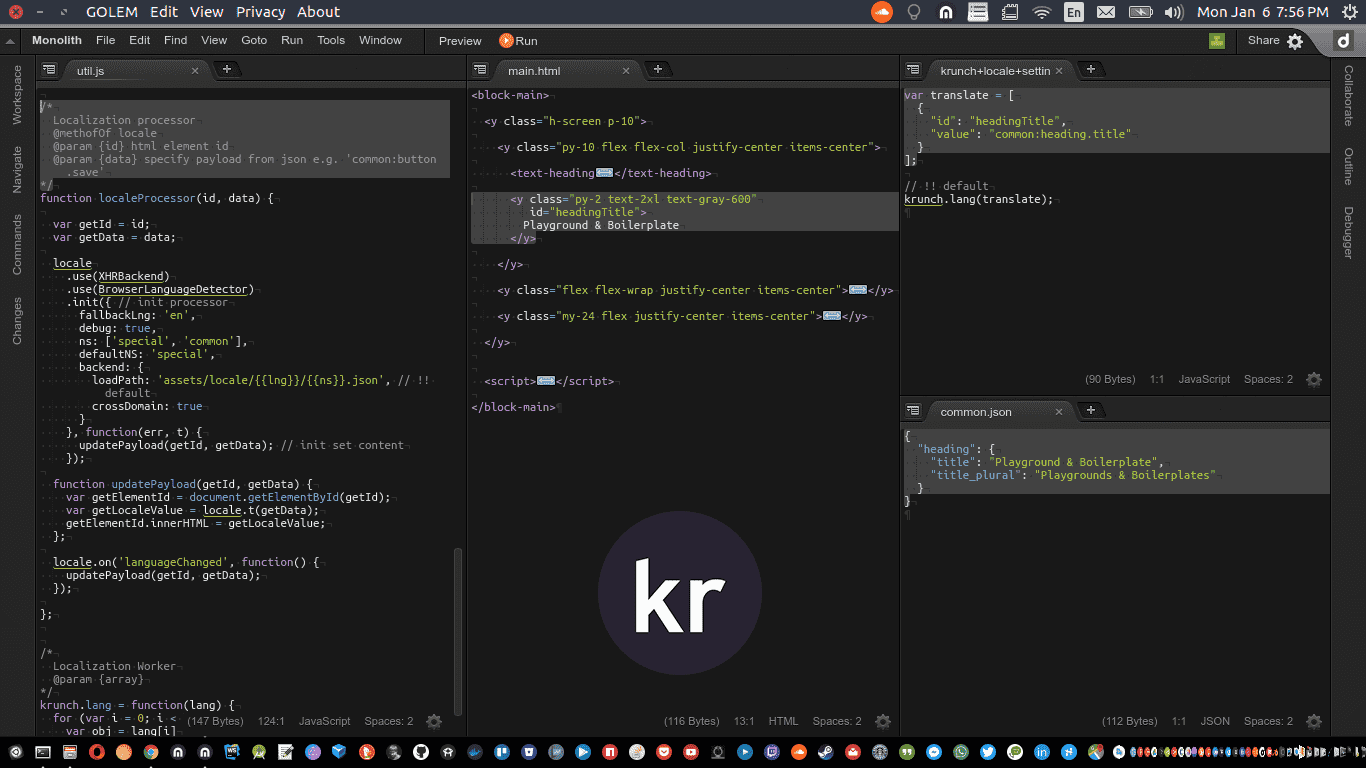 GOLEM Edit View Privacy About
En
Mon Jan 6 7:56 PM
Monolith File Edit Find View Goto Run Tools Window Preview Run
Share
Workspace
Navigate
Commands
Changes
util.js
/*
Localization processor
@methofOf locale
@param {id} html element id
@param {data} specify payload from json e.g. 'common:button
.save'
*/
function localeProcessor(id, data) {
var getId = id;
var getData = data;
locale
.use(XHRBackend)
.use(BrowserLanguageDetector)
.init({ // init processor
fallbackLng: 'en',
debug: true,
ns: ['special', 'common'],
defaultNS: 'special',
backend: {
loadPath: 'assets/locale/{{lng}}/{{ns}}.json', // !!
default
crossDomain: true
}
}, function(err, t) {
updatePayload(getId, getData); // init set content
});
function updatePayload(getId, getData) {
var getElementId = document.getElementById(getId);
var getLocaleValue = locale.t(getData);
getElementId.innerHTML = getLocaleValue;
};
locale.on('languageChanged', function() {
updatePayload(getId, getData);
});
};
/*
Localization Worker
@param {array}
*/
krunch.lang = function(lang) {
for (var i = 0; i <
var obj = lang[i]
(147 Bytes) 124:1 JavaScript Spaces: 2
main.html
<block-main>
<y class="h-screen p-10">
<y class="py-10 flex flex-col justify-center items-center">
<text-heading></text-heading>
<y class="py-2 text-2xl text-gray-600"
id="headingTitle">
Playground & Boilerplate
</y>
</y>
<y class="flex flex-wrap justify-center items-center"></y>
<y class="my-24 flex justify-center items-center"></y>
</y>
<script></script>
</block-main>
kr
(116 Bytes) 13:1 HTML Spaces: 2
krunch+locale+settin
var translate = [
{
"id": "headingTitle",
"value": "common:heading.title"
}
];
// !! default
krunch.lang(translate);
(90 Bytes) 1:1 JavaScript Spaces: 2
common.json
{
"heading": {
"title": "Playground & Boilerplate",
"title_plural": "Playgrounds & Boilerplates"
}
}
(112 Bytes) 1:1 JSON Spaces: 2
Collaborate
Outline
Debugger